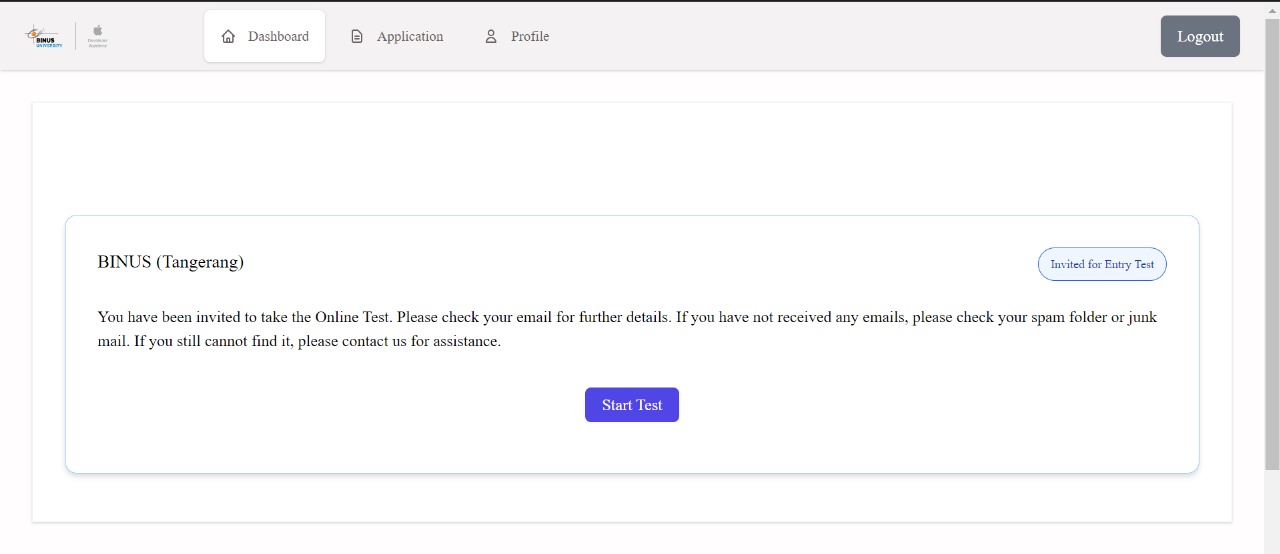 BINUS
UNIVERSITY
Developer
Academy
Dashboard
Application
Profile
Logout
BINUS (Tangerang)
Invited for Entry Test
You have been invited to take the Online Test. Please check your email for further details. If you have not received any emails, please check your spam folder or junk
mail. If you still cannot find it, please contact us for assistance.
Start Test